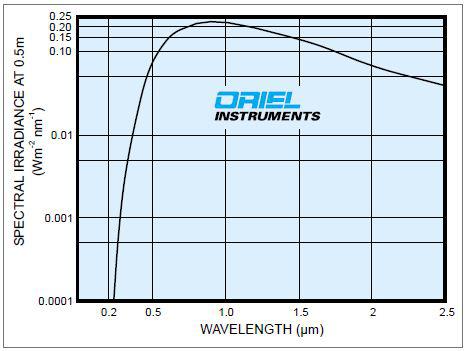 SPECTRAL IRRADIANCE AT 0.5m
(Wm-2 nm-1)
0.25
0.20
0.15
0.10
0.01
0.001
0.0001
ORIEL
INSTRUMENTS
0.2 0.5 1.0 1.5 2 2.5
WAVELENGTH (µm)